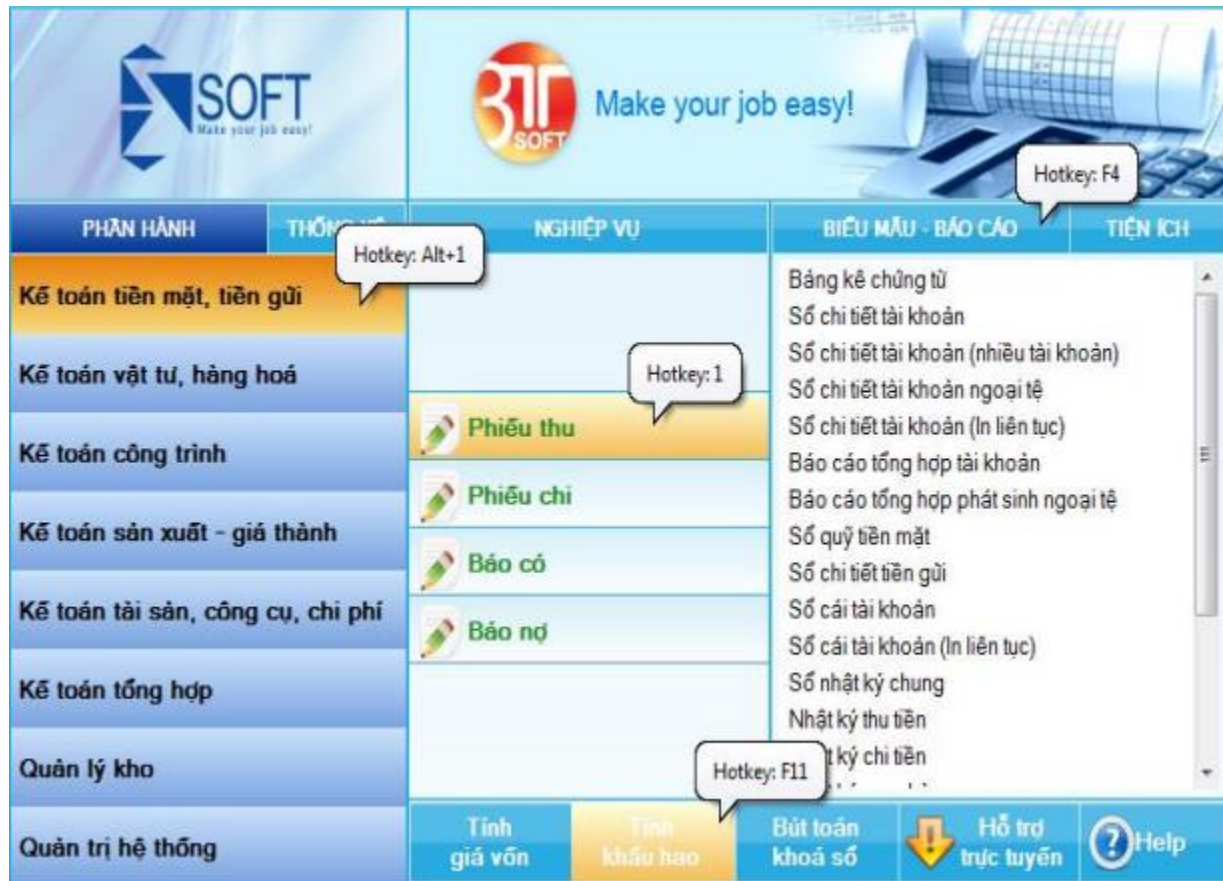 SOFT
Make your job easy!
3TSOFT
Make your job easy!
Hotkey: F4
PHÂN HÀNH
NGHIỆP VỤ
BIỂU MẪU - BÁO CÁO
TIỆN ÍCH
Hotkey: Alt+1
Kế toán tiền mặt, tiền gửi
Kế toán vật tư, hàng hoá
Kế toán công trình
Kế toán sản xuất - giá thành
Kế toán tài sản, công cụ, chi phí
Kế toán tổng hợp
Quản lý kho
Quản trị hệ thống
Hotkey: 1
Phiếu thu
Phiếu chi
Báo có
Báo nợ
Bảng kê chứng từ
Sổ chi tiết tài khoản
Sổ chi tiết tài khoản (nhiều tài khoản)
Sổ chi tiết tài khoản ngoại tệ
Sổ chi tiết tài khoản (In liên tục)
Báo cáo tổng hợp tài khoản
Báo cáo tổng hợp phát sinh ngoại tệ
Sổ quỹ tiền mặt
Sổ chi tiết tiền gửi
Sổ cái tài khoản
Sổ cái tài khoản (In liên tục)
Sổ nhật ký chung
Nhật ký thu tiền
ký chi tiền
Hotkey: F11
Tính
giá vốn
Tính
khấu hao
Bút toán
khoá sổ
Hỗ trợ
trực tuyến
Help